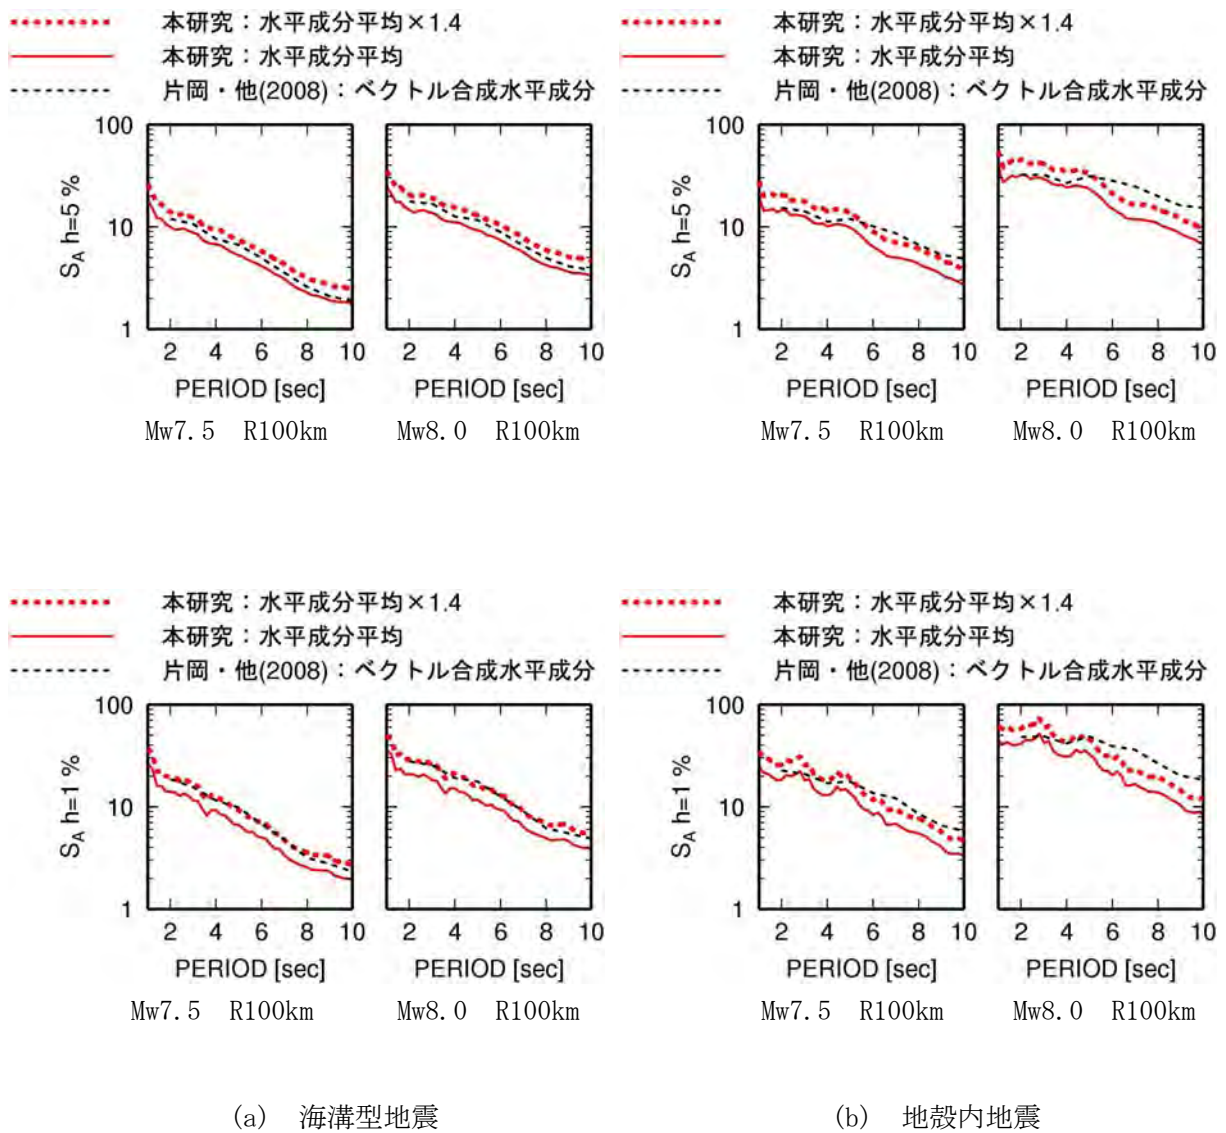 本研究：水平成分平均×1.4
本研究：水平成分平均
片岡・他(2008)：ベクトル合成水平成分
100
10
1
S_A h=5 %
2 4 6 8 10
2 4 6 8 10
PERIOD [sec]
PERIOD [sec]
Mw7.5 R100km
Mw8.0 R100km
本研究：水平成分平均×1.4
本研究：水平成分平均
片岡・他(2008)：ベクトル合成水平成分
100
10
1
S_A h=5 %
2 4 6 8 10
2 4 6 8 10
PERIOD [sec]
PERIOD [sec]
Mw7.5 R100km
Mw8.0 R100km
本研究：水平成分平均×1.4
本研究：水平成分平均
片岡・他(2008)：ベクトル合成水平成分
100
10
1
S_A h=1 %
2 4 6 8 10
2 4 6 8 10
PERIOD [sec]
PERIOD [sec]
Mw7.5 R100km
Mw8.0 R100km
本研究：水平成分平均×1.4
本研究：水平成分平均
片岡・他(2008)：ベクトル合成水平成分
100
10
1
S_A h=1 %
2 4 6 8 10
2 4 6 8 10
PERIOD [sec]
PERIOD [sec]
Mw7.5 R100km
Mw8.0 R100km
(a) 海溝型地震
(b) 地殻内地震